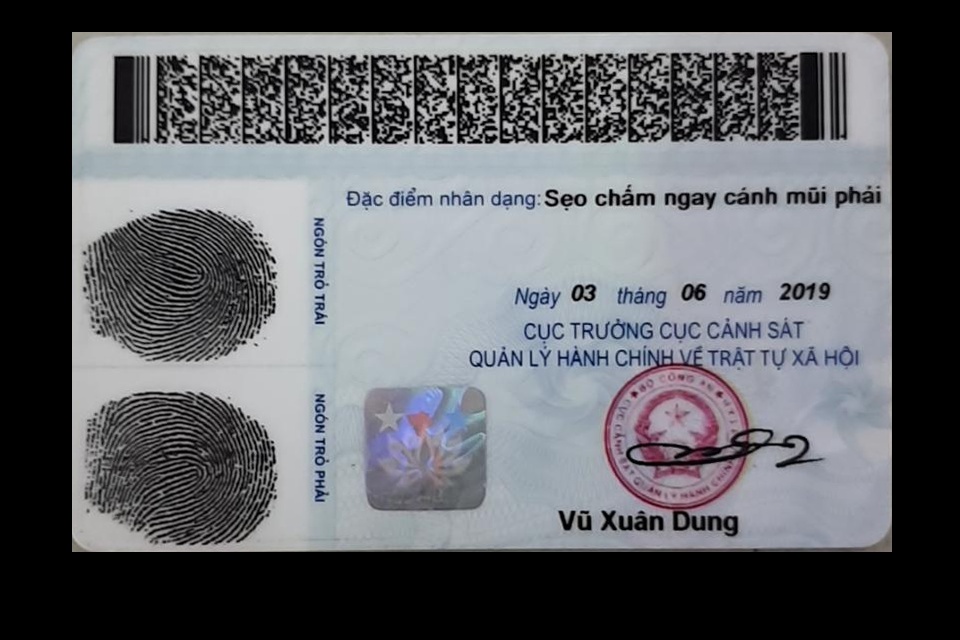 Đặc điểm nhân dạng: Sẹo chấm ngay cánh mũi phải
NGÓN TRỎ TRÁI
Ngày 03 tháng 06 năm 2019
CỤC TRƯỞNG CỤC CẢNH SÁT
QUẢN LÝ HÀNH CHÍNH VỀ TRẬT TỰ XÃ HỘI
NGÓN TRỎ PHẢI
BỘ CÔNG AN
CỤC CẢNH SÁT QUẢN LÝ HÀNH CHÍNH
Vũ Xuân Dung